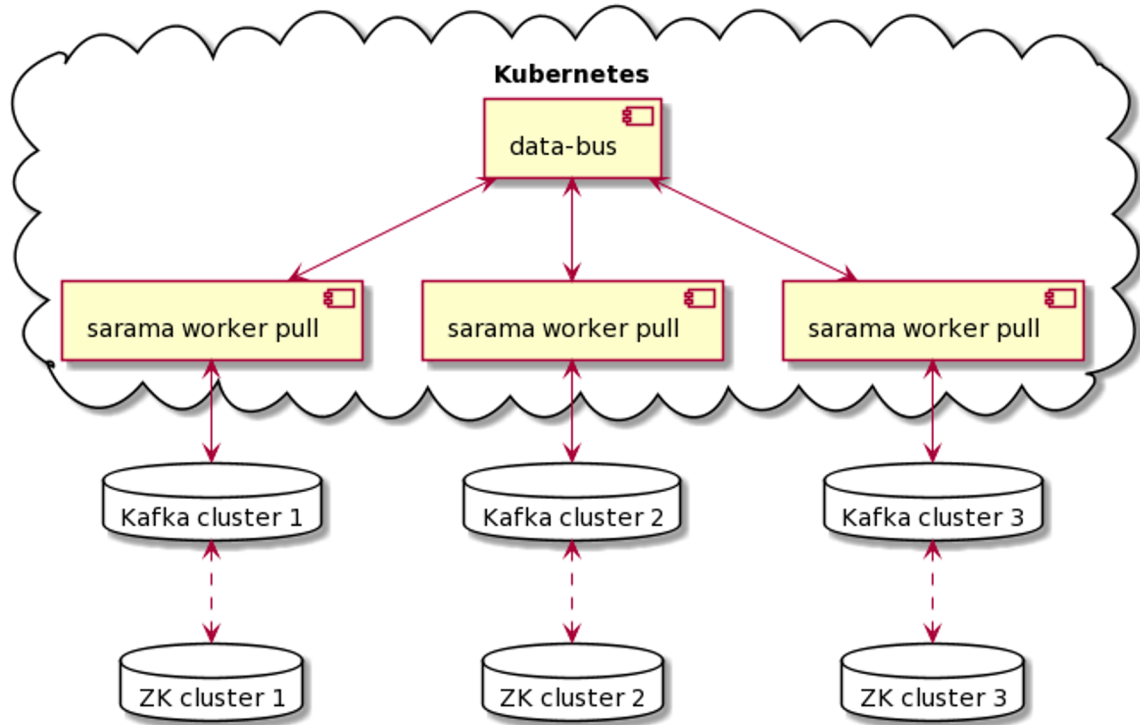 Kubernetes
data-bus
sarama worker pull
sarama worker pull
sarama worker pull
Kafka cluster 1
Kafka cluster 2
Kafka cluster 3
ZK cluster 1
ZK cluster 2
ZK cluster 3